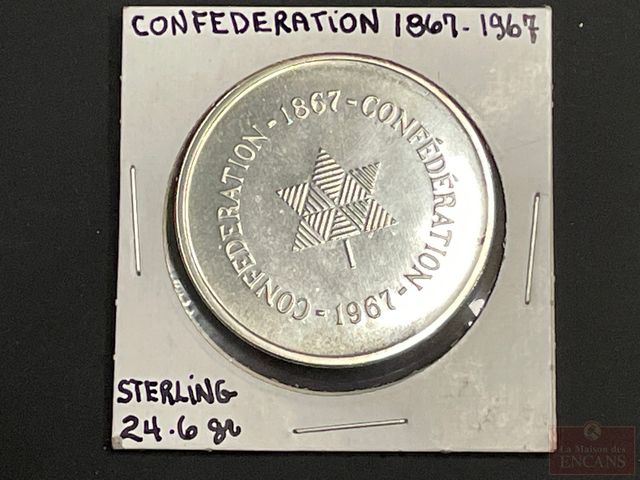 CONFEDERATION 1867-1967
CONFEDERATION - 1867 - CONFÉDÉRATION - 1967 -
STERLING
24.6 gr
La Maison des
ENCANS